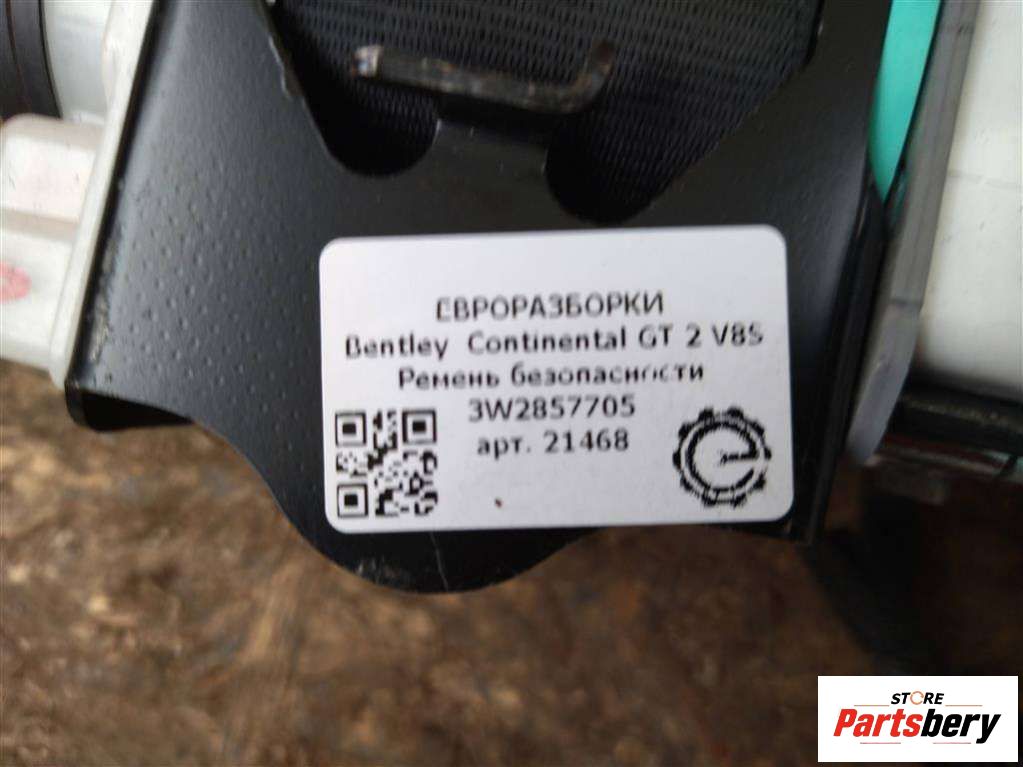 ЕВРОРАЗБОРКИ
Bentley Continental GT 2 V8S
Ремень безопасности
3W2857705
арт. 21468
STORE
Partsbery